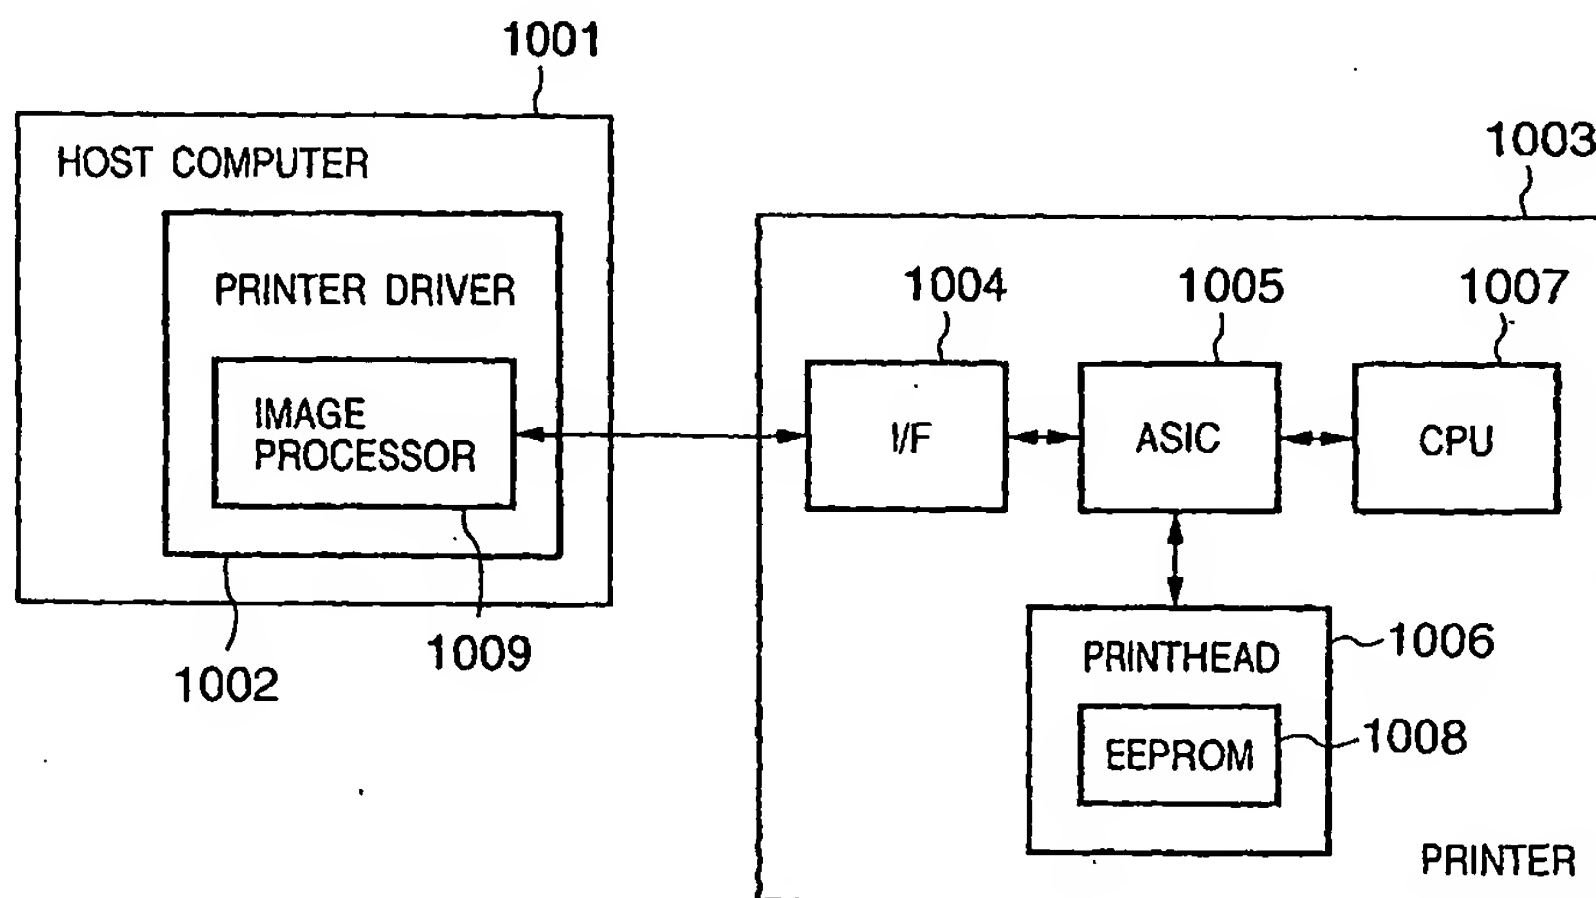 1001
HOST COMPUTER
1003
PRINTER DRIVER
1004
1005
1007
IMAGE
PROCESSOR
I/F
ASIC
CPU
1009
1002
PRINTHEAD
1006
EEPROM
1008
PRINTER